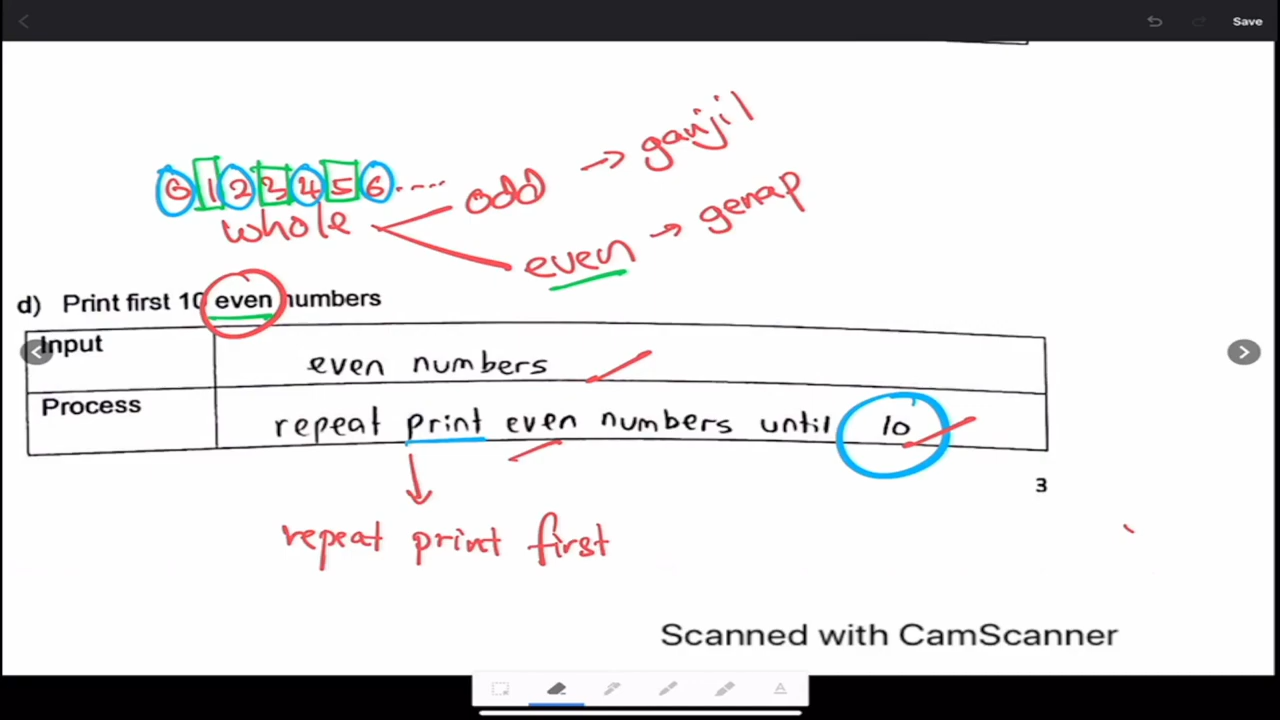 Save
0 1 2 3 4 5 6 ....
whole
odd → ganjil
even → genap
d) Print first 10 even numbers
Input
even numbers
Process
repeat print even numbers until 10
3
repeat print first
Scanned with CamScanner
A